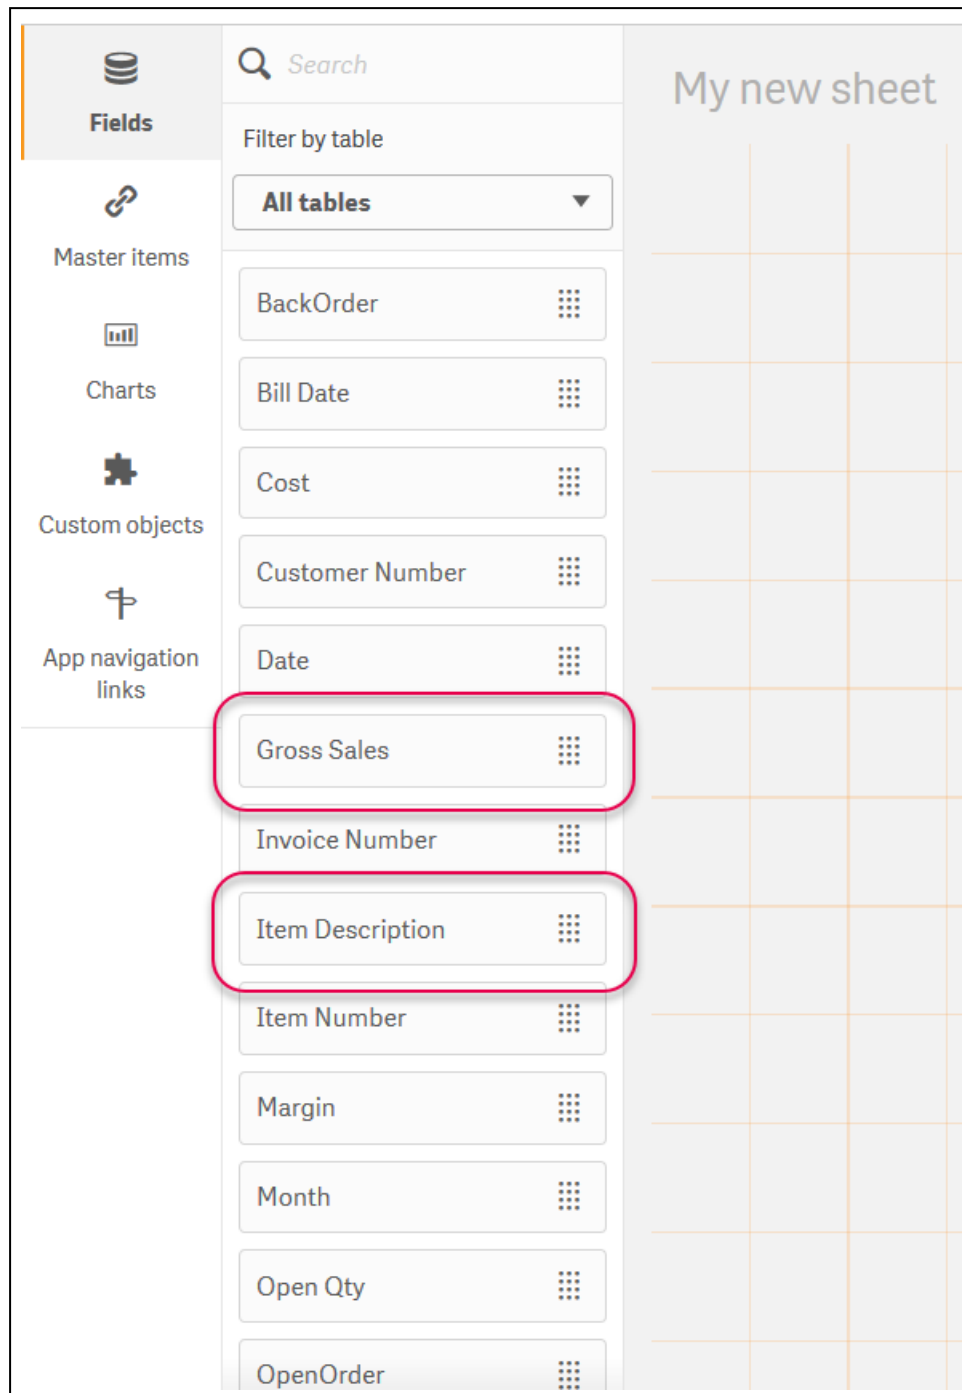 Fields
Master items
Charts
Custom objects
App navigation
links
Search
Filter by table
All tables
BackOrder
Bill Date
Cost
Customer Number
Date
Gross Sales
Invoice Number
Item Description
Item Number
Margin
Month
Open Qty
OpenOrder
My new sheet